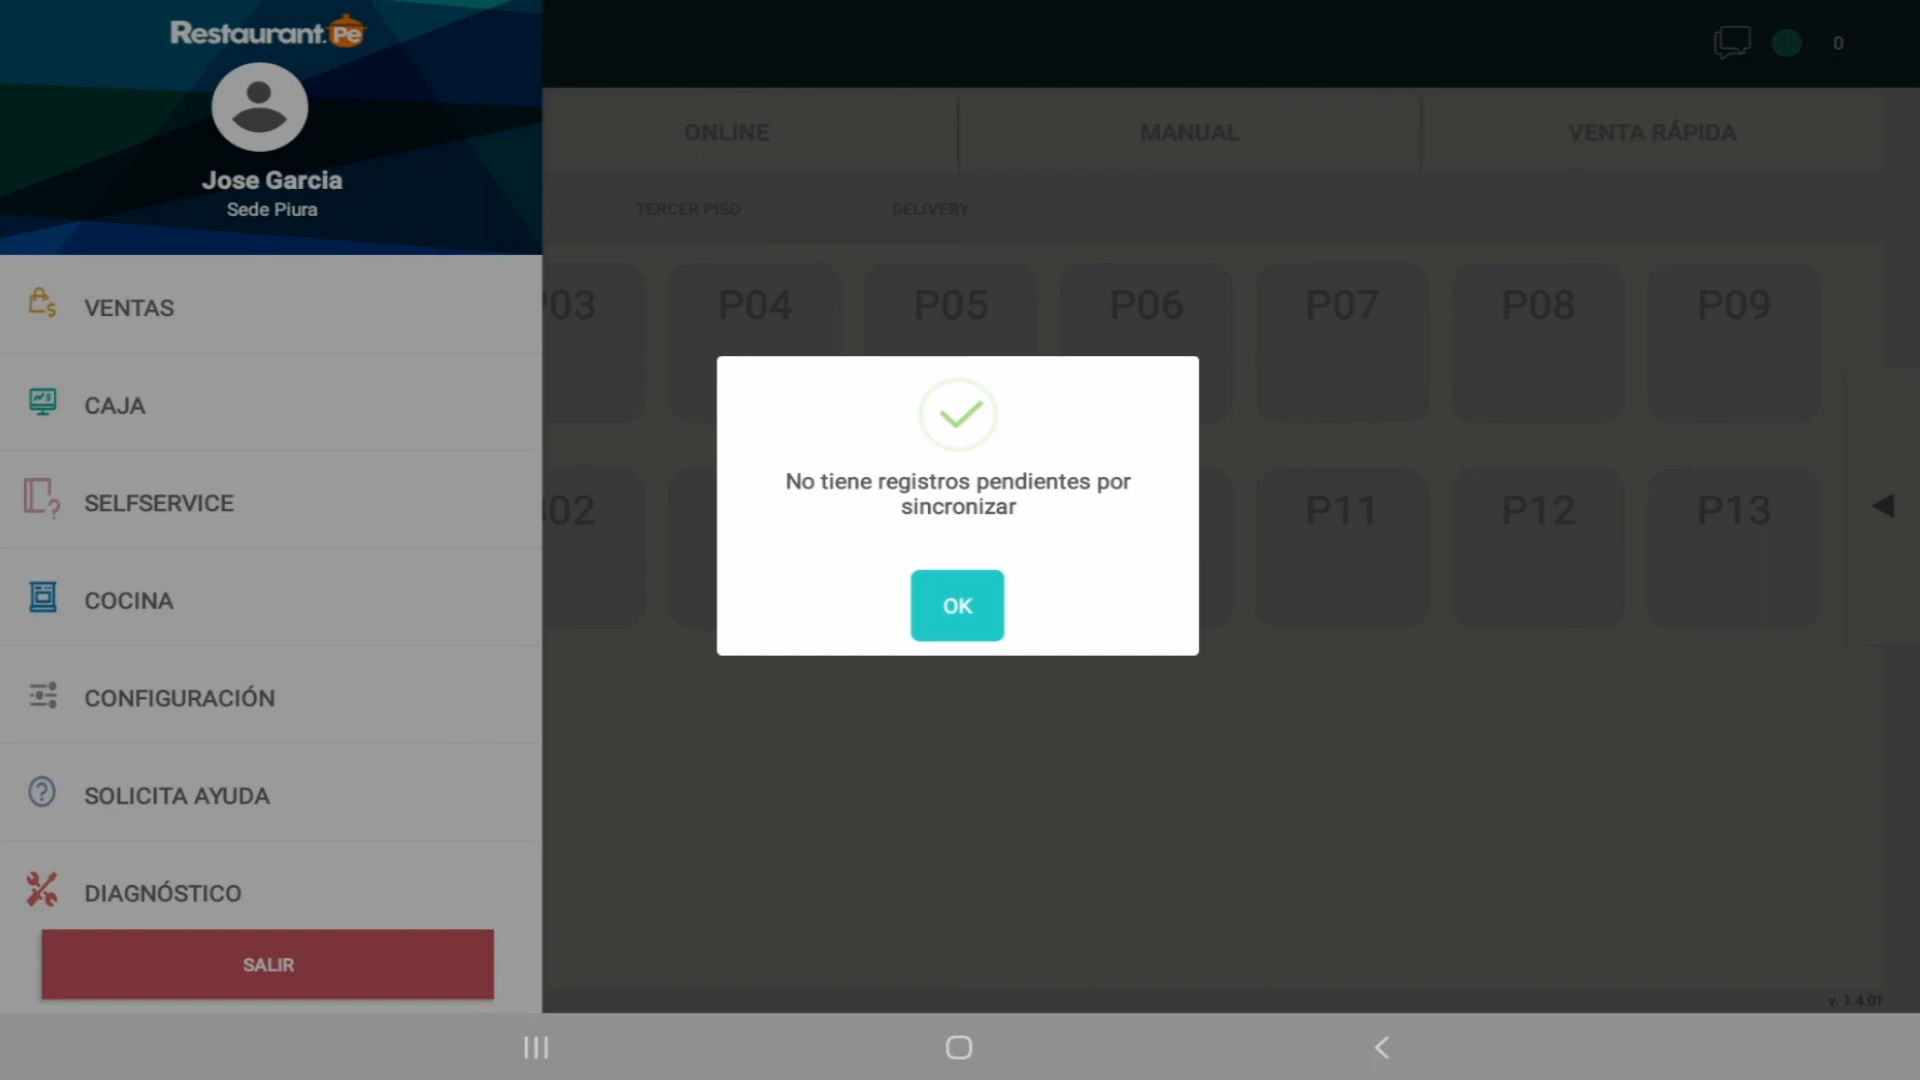 Restaurant.Pe
Jose Garcia
Sede Piura
VENTAS
CAJA
SELFSERVICE
COCINA
CONFIGURACIÓN
SOLICITA AYUDA
DIAGNÓSTICO
SALIR
0
ONLINE
MANUAL
VENTA RÁPIDA
TERCER PISO
DELIVERY
P03
P04
P05
P06
P07
P08
P09
02
P11
P12
P13
No tiene registros pendientes por
sincronizar
OK
v. 1.4.01